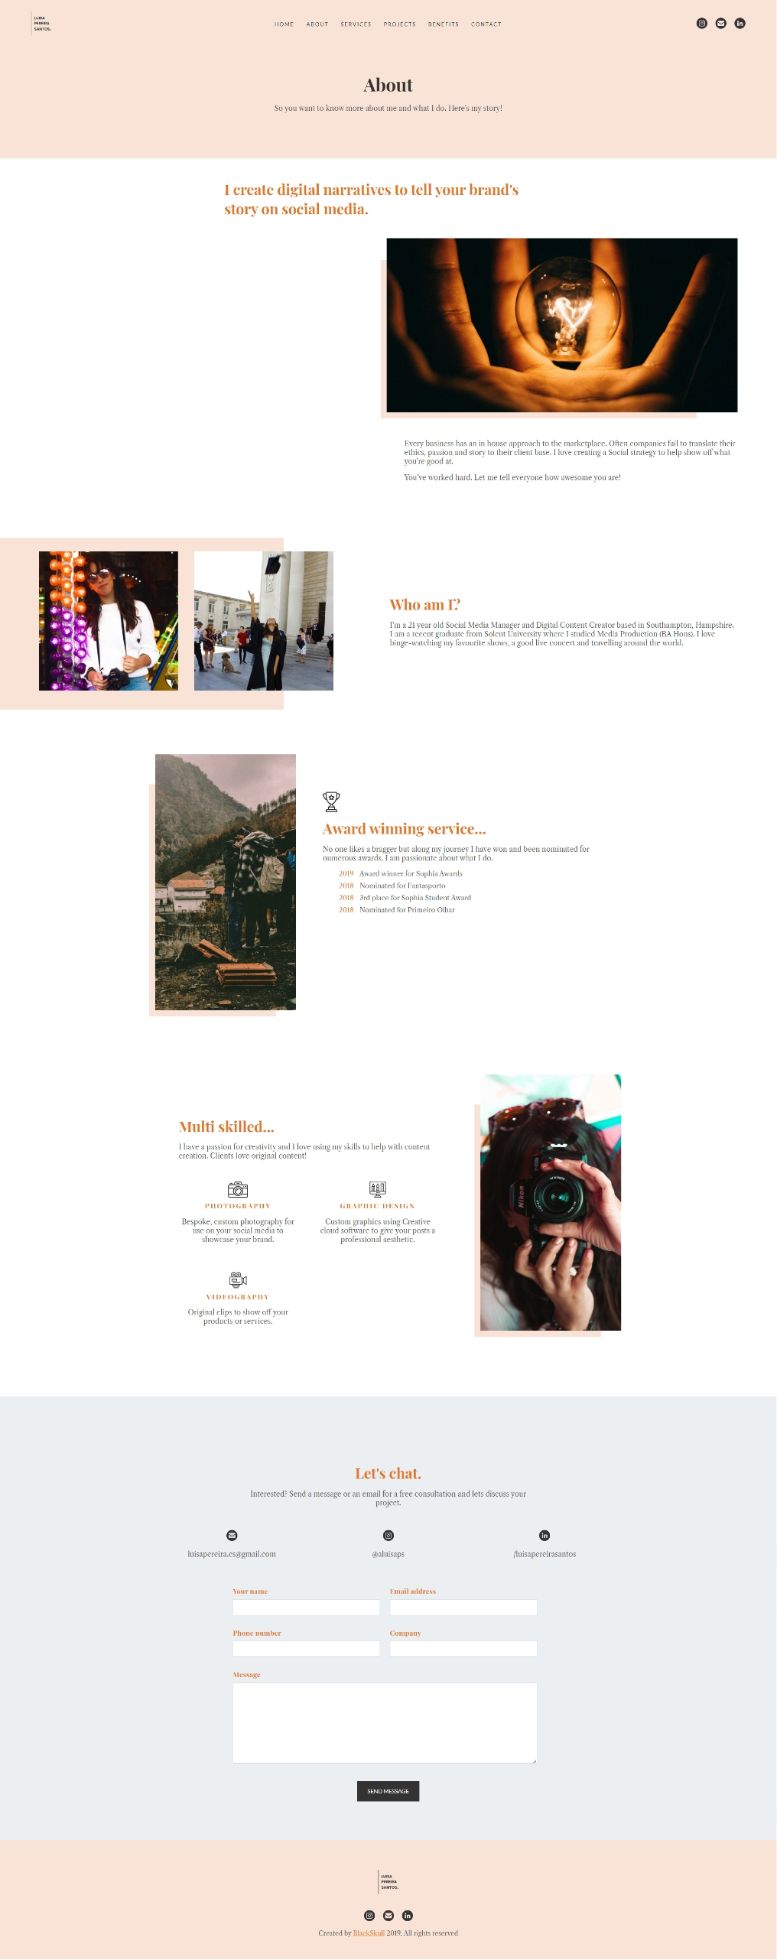 LUISA
PEREIRA
SANTOS.
HOME ABOUT SERVICES PROJECTS BENEFITS CONTACT
About
So you want to know more about me and what I do. Here's my story!
I create digital narratives to tell your brand's
story on social media.
Every business has an in house approach to the marketplace. Often companies fail to translate their
ethics, passion and story to their client base. I love creating a Social strategy to help show off what
you're good at.
You've worked hard. Let me tell everyone how awesome you are!
Who am I?
I'm a 21 year old Social Media Manager and Digital Content Creator based in Southampton, Hampshire.
I am a recent graduate from Solent University where I studied Media Production (BA Hons). I love
binge-watching my favourite shows, a good live concert and travelling around the world.
Award winning service...
No one likes a bragger but along my journey I have won and been nominated for
numerous awards. I am passionate about what I do.
2019 Award winner for Sophia Awards
2018 Nominated for Fantasporto
2018 3rd place for Sophia Student Award
2018 Nominated for Primeiro Olhar
Multi skilled...
I have a passion for creativity and I love using my skills to help with content
creation. Clients love original content!
PHOTOGRAPHY
Bespoke, custom photography for
use on your social media to
showcase your brand.
GRAPHIC DESIGN
Custom graphics using Creative
cloud software to give your posts a
professional aesthetic.
VIDEOGRAPHY
Original clips to show off your
products or services.
Nikon
Let's chat.
Interested? Send a message or an email for a free consultation and lets discuss your
project.
luisapereira.cs@gmail.com
@aluisaps
/luisapereirasantos
Your name
Email address
Phone number
Company
Message
SEND MESSAGE
LUISA
PEREIRA
SANTOS.
Created by BlackSkull 2019. All rights reserved